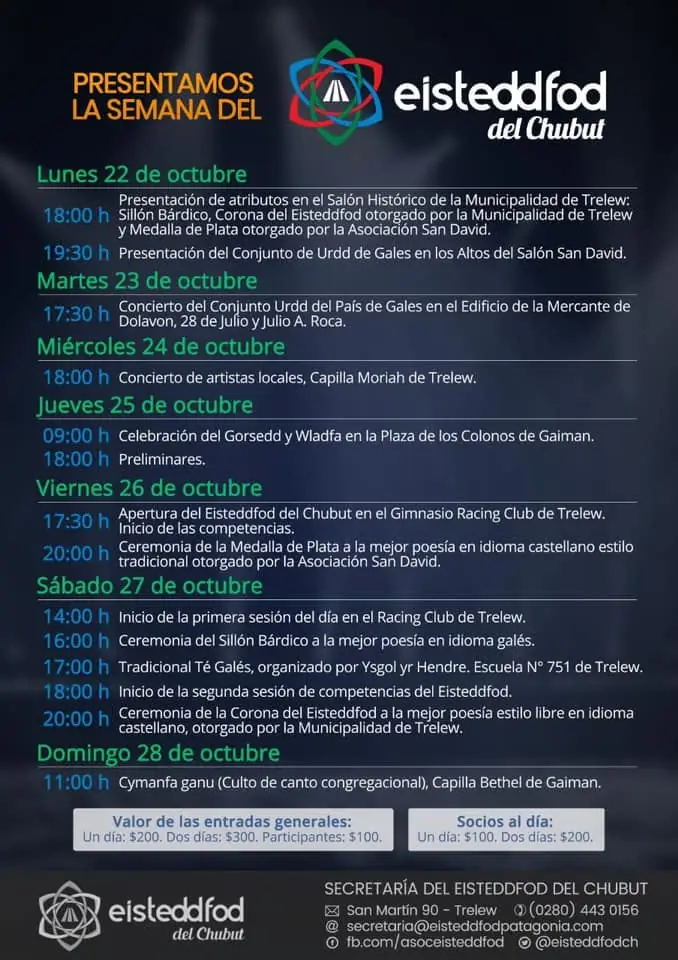 PRESENTAMOS
LA SEMANA DEL
eisteddfod
del Chubut
Lunes 22 de octubre
18:00 h Presentación de atributos en el Salón Histórico de la Municipalidad de Trelew:
Sillón Bárdico, Corona del Eisteddfod otorgado por la Municipalidad de Trelew
y Medalla de Plata otorgado por la Asociación San David.
19:30 h Presentación del Conjunto de Urdd de Gales en los Altos del Salón San David.
Martes 23 de octubre
17:30 h Concierto del Conjunto Urdd del País de Gales en el Edificio de la Mercante de
Dolavon, 28 de Julio y Julio A. Roca.
Miércoles 24 de octubre
18:00 h Concierto de artistas locales, Capilla Moriah de Trelew.
Jueves 25 de octubre
09:00 h Celebración del Gorsedd y Wladfa en la Plaza de los Colonos de Gaiman.
18:00 h Preliminares.
Viernes 26 de octubre
17:30 h Apertura del Eisteddfod del Chubut en el Gimnasio Racing Club de Trelew.
Inicio de las competencias.
20:00 h Ceremonia de la Medalla de Plata a la mejor poesía en idioma castellano estilo
tradicional otorgado por la Asociación San David.
Sábado 27 de octubre
14:00 h Inicio de la primera sesión del día en el Racing Club de Trelew.
16:00 h Ceremonia del Sillón Bárdico a la mejor poesía en idioma galés.
17:00 h Tradicional Té Galés, organizado por Ysgol yr Hendre. Escuela N° 751 de Trelew.
18:00 h Inicio de la segunda sesión de competencias del Eisteddfod.
20:00 h Ceremonia de la Corona del Eisteddfod a la mejor poesía estilo libre en idioma
castellano, otorgado por la Municipalidad de Trelew.
Domingo 28 de octubre
11:00 h Cymanfa ganu (Culto de canto congregacional), Capilla Bethel de Gaiman.
Valor de las entradas generales:
Un día: $200. Dos días: $300. Participantes: $100.
Socios al día:
Un día: $100. Dos días: $200.
eisteddfod
del Chubut
SECRETARÍA DEL EISTEDDFOD DEL CHUBUT
San Martín 90 - Trelew (0280) 443 0156
@ secretaria@eisteddfodpatagonia.com
fb.com/asoceisteddfod @eisteddfodch